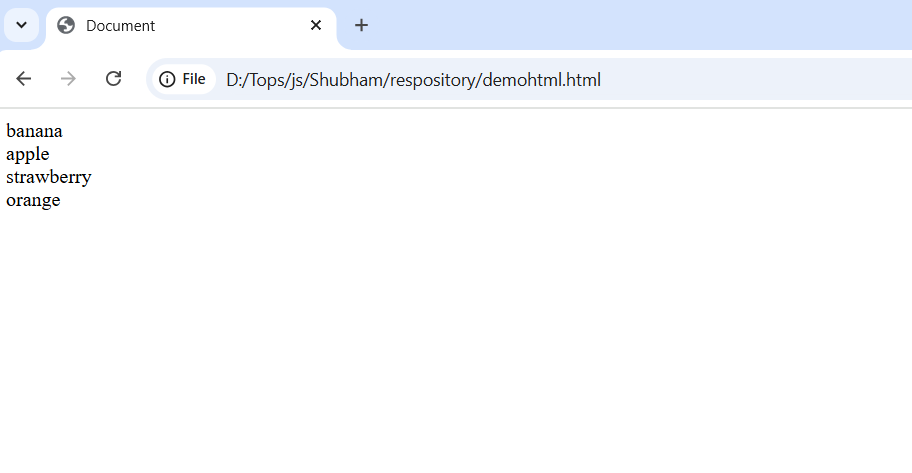 Document
File D:/Tops/js/Shubham/respository/demohtml.html
banana
apple
strawberry
orange